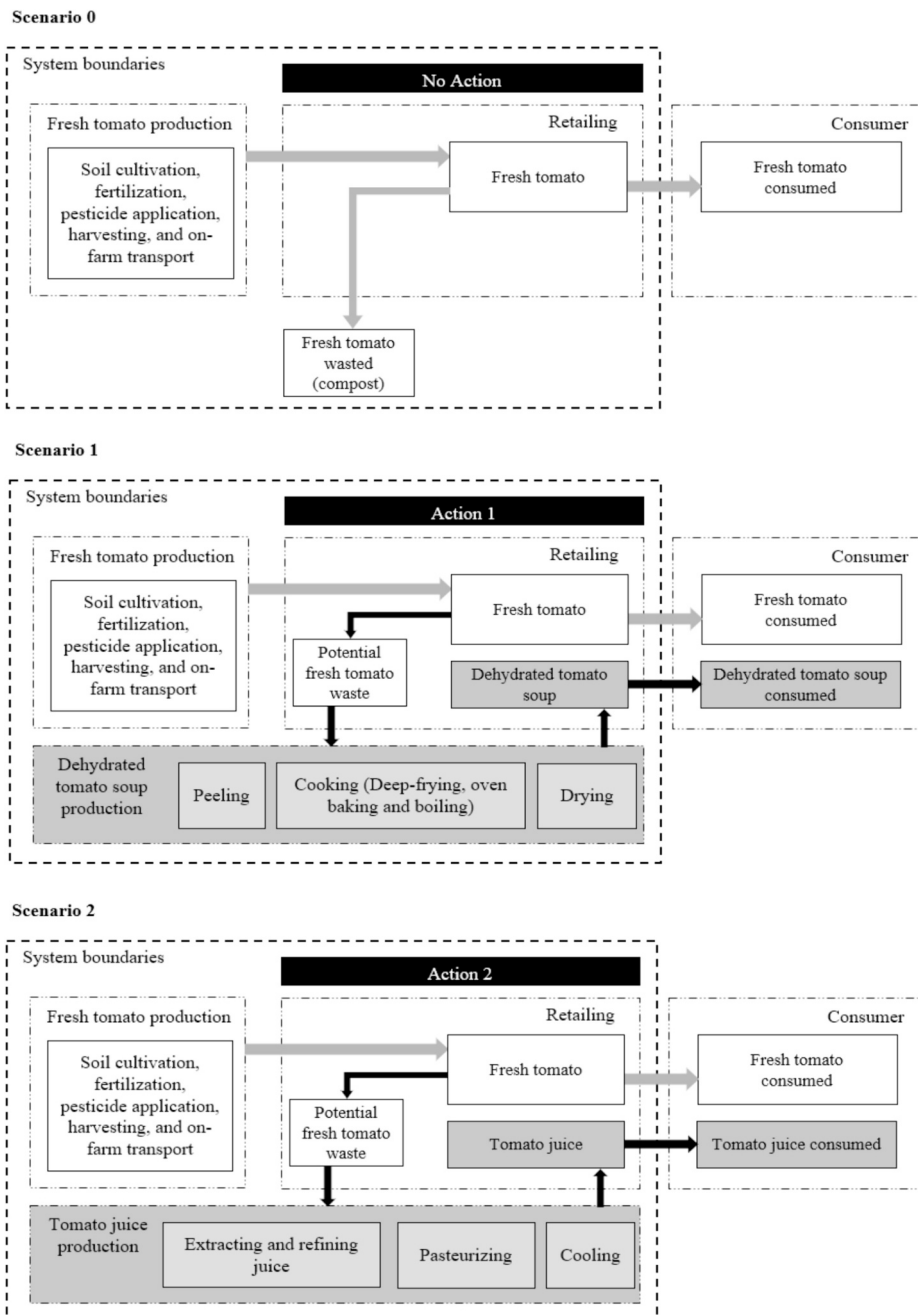 Scenario 0
System boundaries
No Action
Fresh tomato production
Retailing
Consumer
Soil cultivation,
fertilization,
pesticide application,
harvesting, and on-
farm transport
Fresh tomato
Fresh tomato
consumed
Fresh tomato
wasted
(compost)
Scenario 1
System boundaries
Action 1
Fresh tomato production
Retailing
Consumer
Soil cultivation,
fertilization,
pesticide application,
harvesting, and on-
farm transport
Fresh tomato
Fresh tomato
consumed
Potential
fresh tomato
waste
Dehydrated tomato
soup
Dehydrated tomato soup
consumed
Dehydrated
tomato soup
production
Peeling
Cooking (Deep-frying, oven
baking and boiling)
Drying
Scenario 2
System boundaries
Action 2
Fresh tomato production
Retailing
Consumer
Soil cultivation,
fertilization,
pesticide application,
harvesting, and on-
farm transport
Fresh tomato
Fresh tomato
consumed
Potential
fresh tomato
waste
Tomato juice
Tomato juice consumed
Tomato juice
production
Extracting and refining
juice
Pasteurizing
Cooling